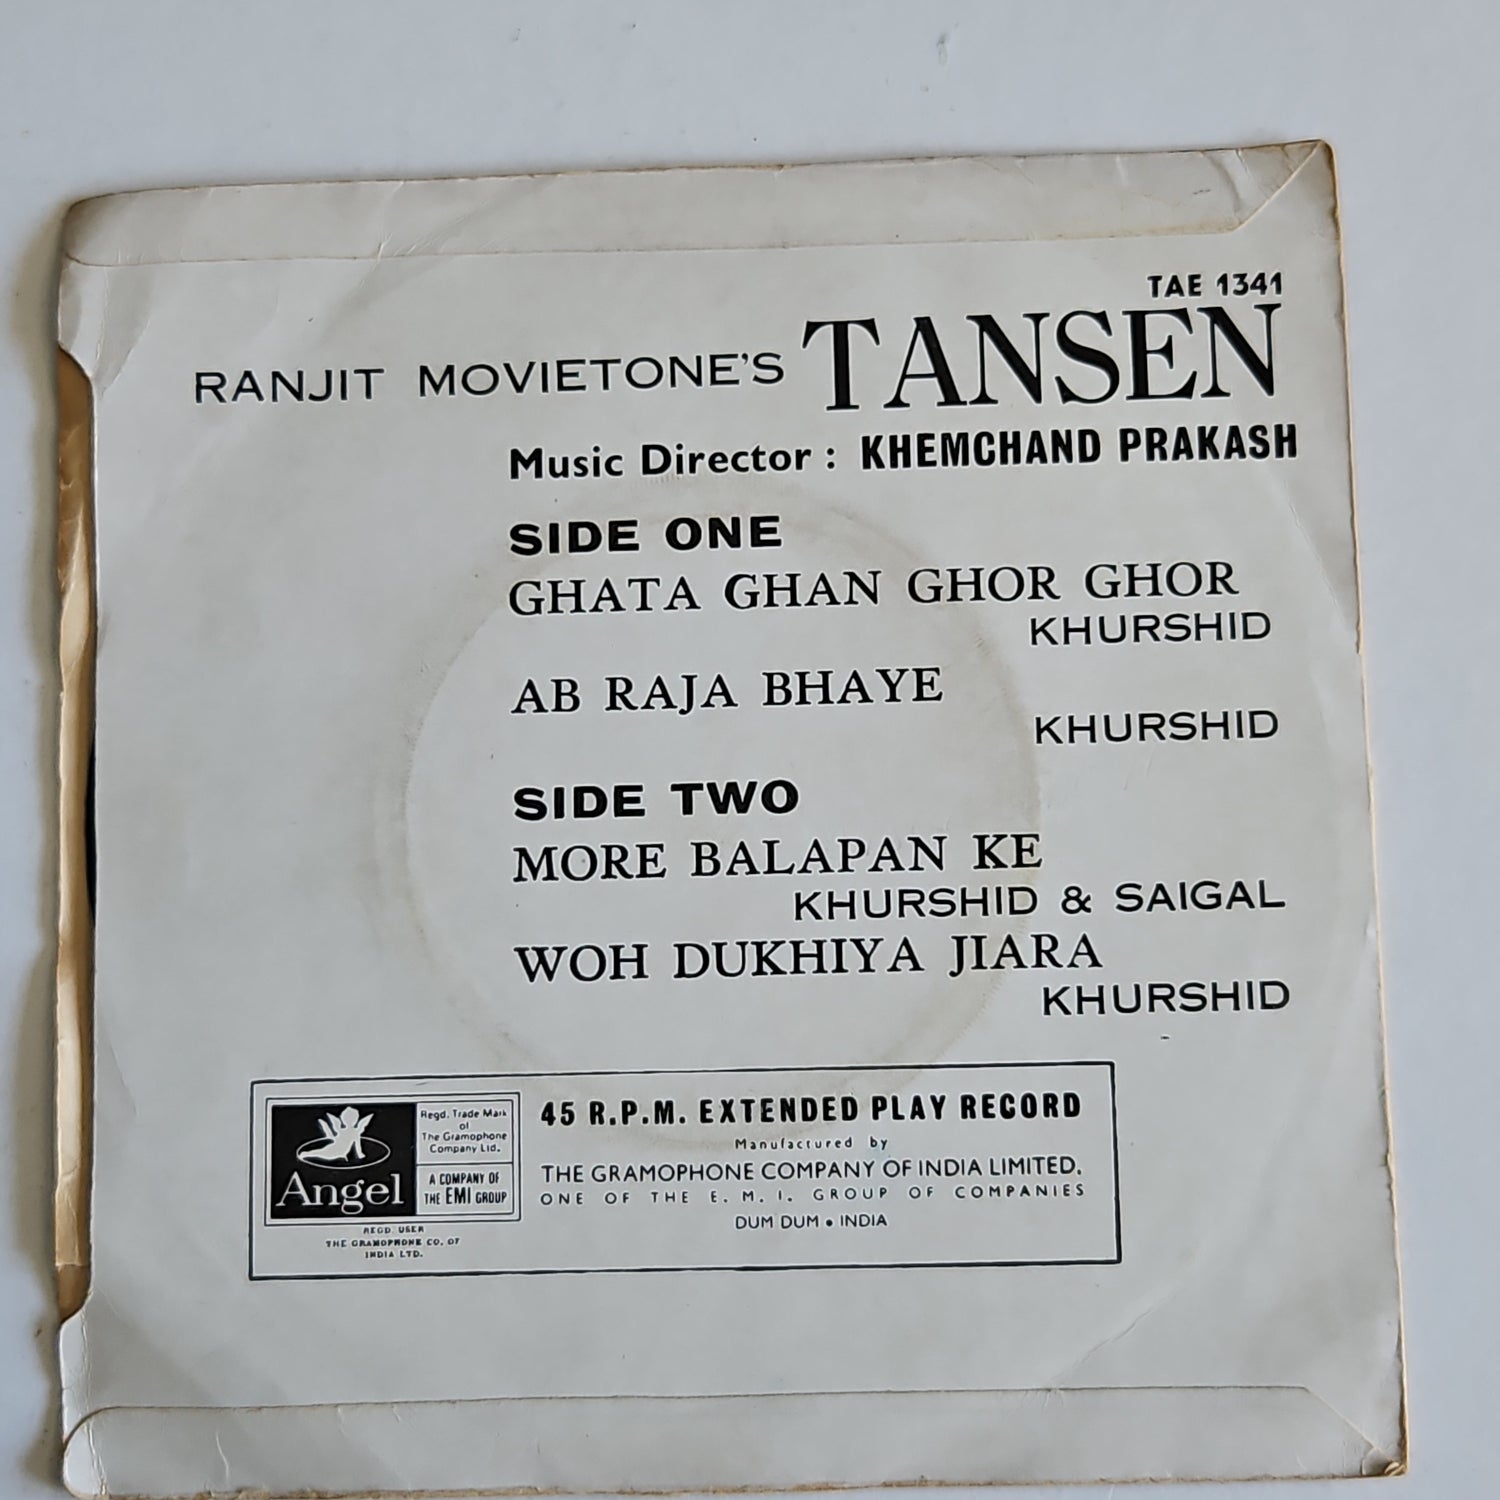 TAE 1341
RANJIT MOVIETONE'S TANSEN
Music Director : KHEMCHAND PRAKASH
SIDE ONE
GHATA GHAN GHOR GHOR
KHURSHID
AB RAJA BHAYE
KHURSHID
SIDE TWO
MORE BALAPAN KE
KHURSHID & SAIGAL
WOH DUKHIYA JIARA
KHURSHID
Angel
Regd. Trade Mark
of
The Gramophone
Company Ltd.
A COMPANY OF
THE EMI GROUP
REGD. USER
THE GRAMOPHONE CO. OF
INDIA LTD.
45 R.P.M. EXTENDED PLAY RECORD
Manufactured by
THE GRAMOPHONE COMPANY OF INDIA LIMITED.
ONE OF THE E. M. I. GROUP OF COMPANIES
DUM DUM • INDIA